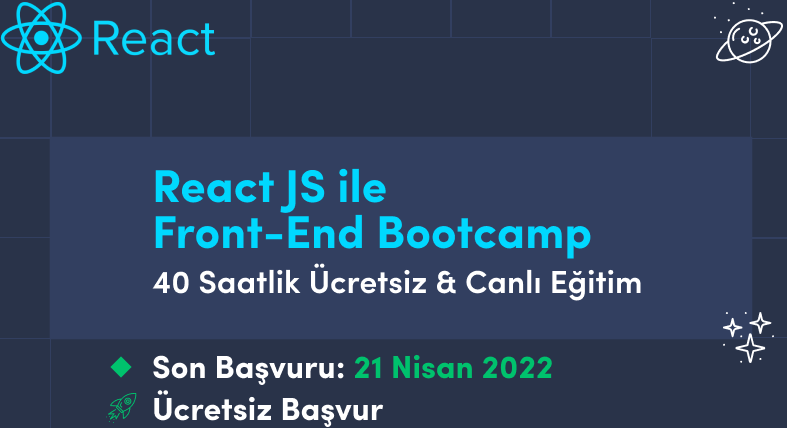 React
React JS ile
Front-End Bootcamp
40 Saatlik Ücretsiz & Canlı Eğitim
Son Başvuru: 21 Nisan 2022
Ücretsiz Başvur